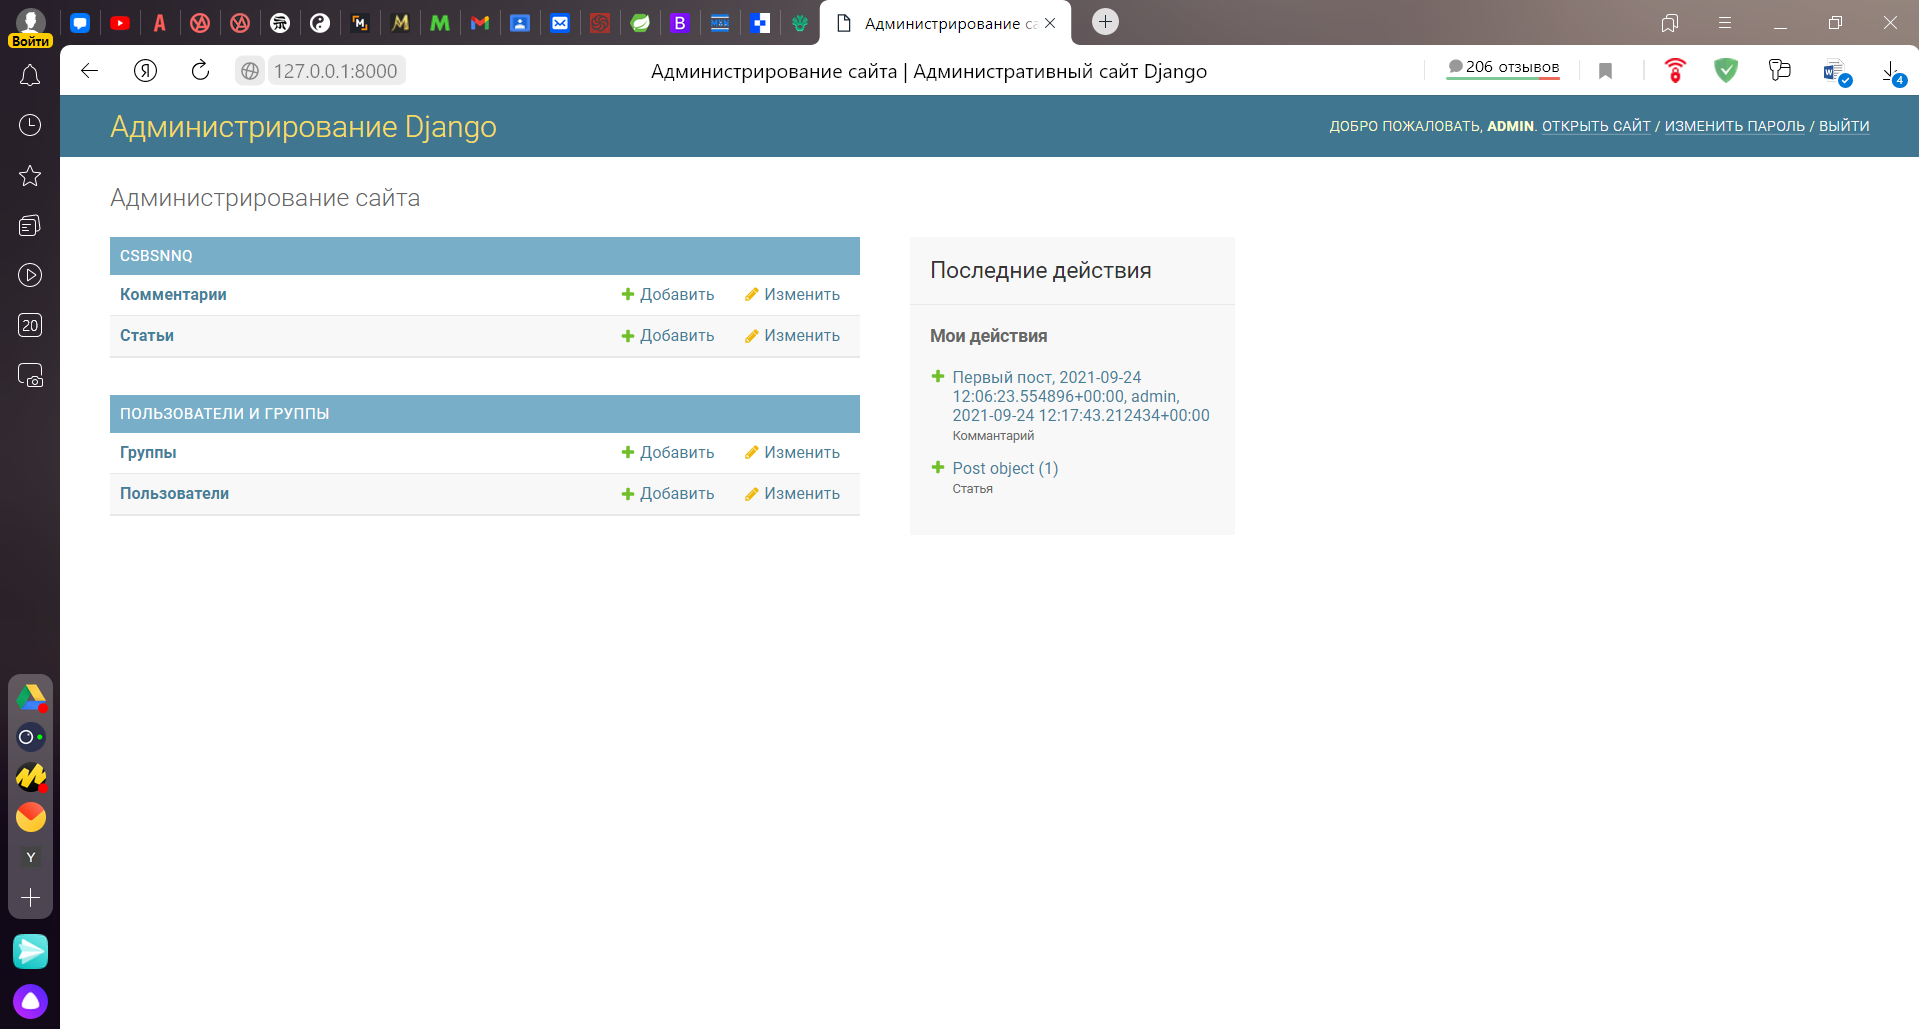 Войти
Администрирование са
127.0.0.1:8000
Администрирование сайта | Административный сайт Django
206 отзывов
4
Администрирование Django
ДОБРО ПОЖАЛОВАТЬ, ADMIN. ОТКРЫТЬ САЙТ / ИЗМЕНИТЬ ПАРОЛЬ / ВЫЙТИ
Администрирование сайта
CSBSNNQ
Комментарии Добавить Изменить
Статьи Добавить Изменить
ПОЛЬЗОВАТЕЛИ И ГРУППЫ
Группы Добавить Изменить
Пользователи Добавить Изменить
Последние действия
Мои действия
Первый пост, 2021-09-24
12:06:23.554896+00:00, admin,
2021-09-24 12:17:43.212434+00:00
Коммантарий
Post object (1)
Статья
20
Y